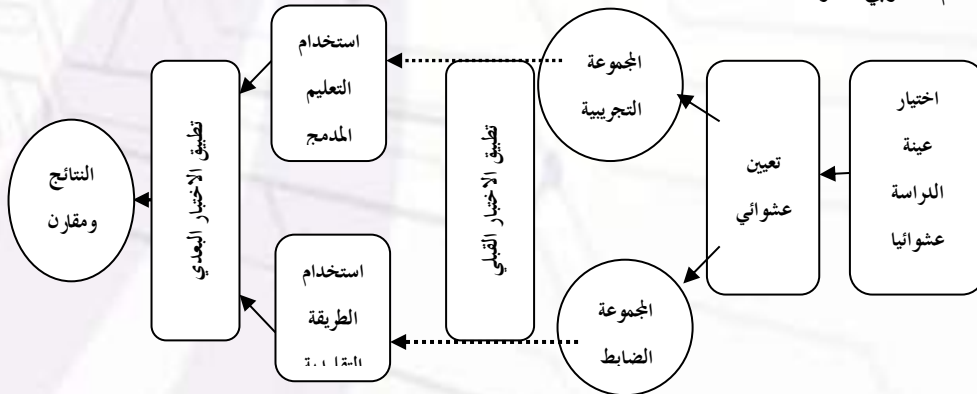 اختيار
عينة
الدراسة
عشوائيا
تعيين
عشوائي
المجموعة
التجريبية
المجموعة
الضابط
تطبيق الاختبار القبلي
استخدام
التعليم
المدمج
استخدام
الطريقة
التقليدية
تطبيق الاختبار البعدي
النتائج
ومقارن